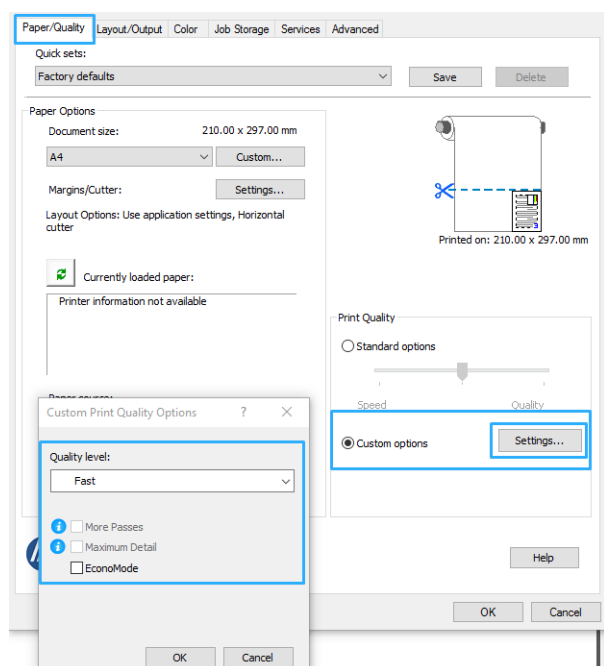 Paper/Quality Layout/Output Color Job Storage Services Advanced
Quick sets:
Factory defaults
Save Delete
Paper Options
Document size: 210.00 x 297.00 mm
A4
Custom...
Margins/Cutter:
Settings...
Layout Options: Use application settings, Horizontal
cutter
Printed on: 210.00 x 297.00 mm
Currently loaded paper:
Printer information not available
Print Quality
Standard options
Speed Quality
Custom options
Settings...
Paper source:
Custom Print Quality Options ? ×
Quality level:
Fast
More Passes
Maximum Detail
EconoMode
OK Cancel
Help
OK Cancel